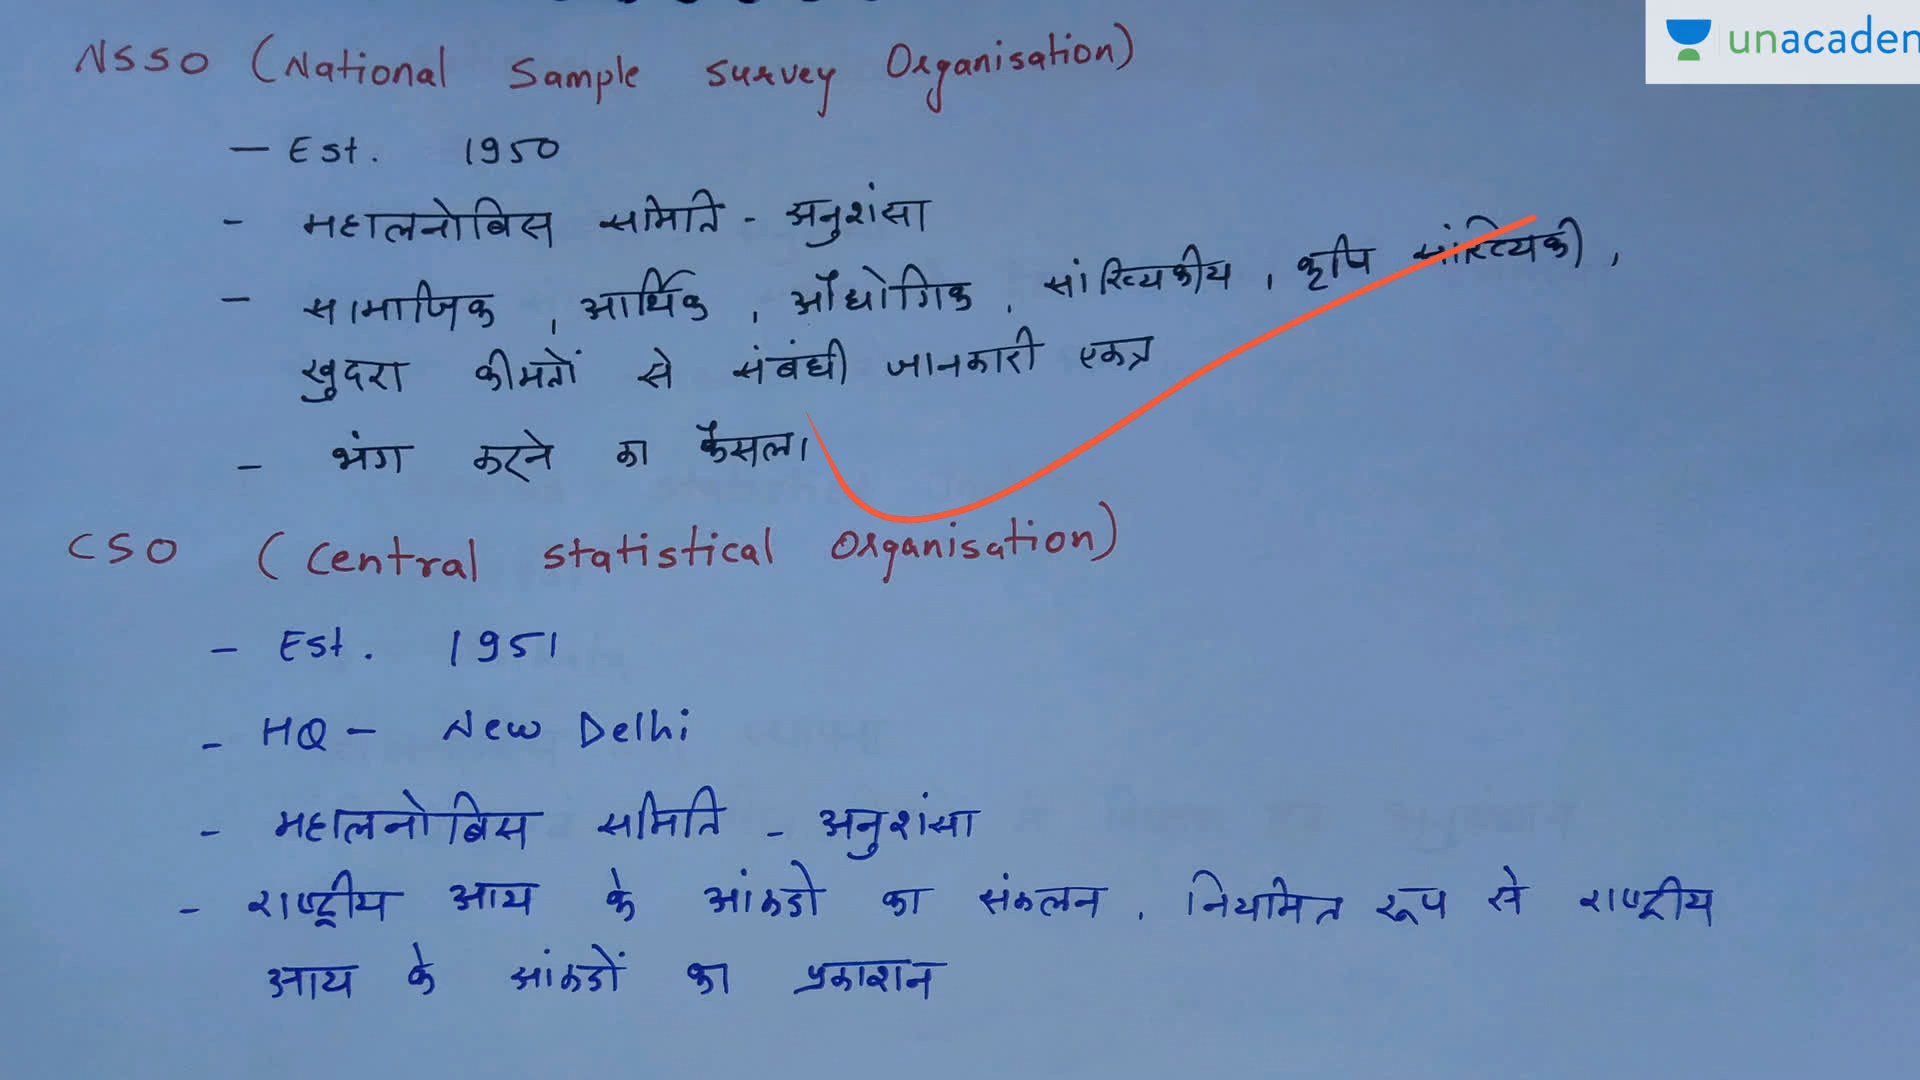 unacadem
NSSO (National Sample Survey Organisation)
- Est. 1950
- महालनोबिस समिति - अनुशंसा
- सामाजिक, आर्थिक, औद्योगिक, सांख्यिकीय, कृषि सांख्यिकी,
खुदरा कीमतों से संबंधी जानकारी एकत्र
- भंग करने का फैसला
CSO (Central Statistical Organisation)
- Est. 1951
- HQ - New Delhi
- महालनोबिस समिति - अनुशंसा
- राष्ट्रीय आय के आंकडो का संकलन, नियमित रूप से राष्ट्रीय
आय के आंकडों का प्रकाशन